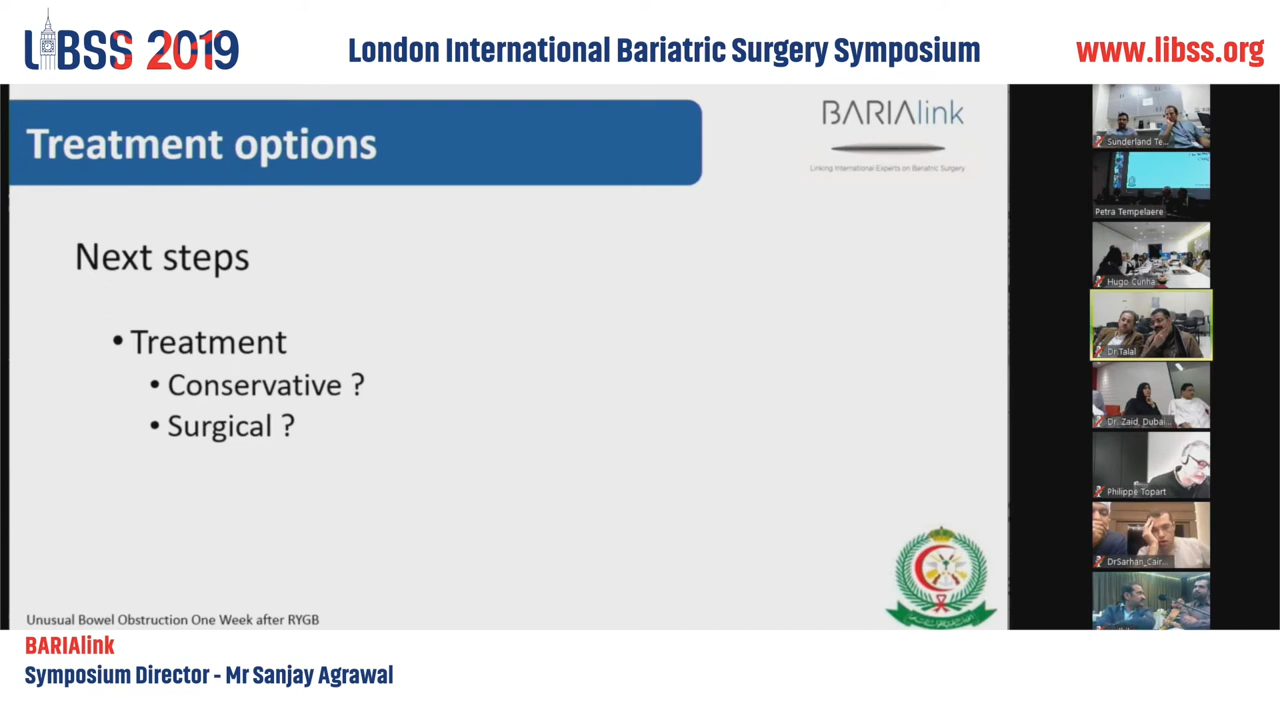 LIBSS 2019
London International Bariatric Surgery Symposium
www.libss.org
Treatment options
BARIAlink
Linking International Experts on Bariatric Surgery
Next steps
• Treatment
• Conservative ?
• Surgical ?
Unusual Bowel Obstruction One Week after RYGB
Sunderland Te...
Petra Tempelaere
Hugo Cunha
Dr.Talal
Dr. Zaid, Dubai...
Philippe Topart
DrSarhan_Cair...
BARIAlink
Symposium Director - Mr Sanjay Agrawal